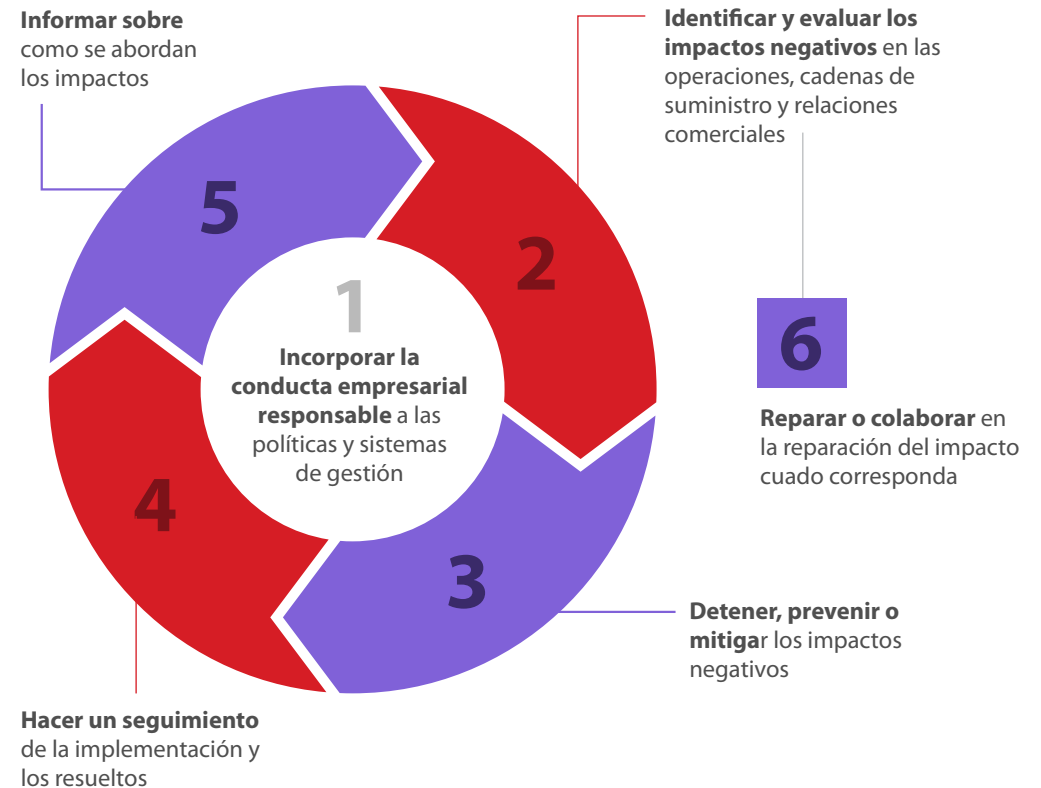 Informar sobre
como se abordan
los impactos
Identificar y evaluar los
impactos negativos en las
operaciones, cadenas de
suministro y relaciones
comerciales
5
2
1
Incorporar la
conducta empresarial
responsable a las
políticas y sistemas
de gestión
6
Reparar o colaborar en
la reparación del impacto
cuado corresponda
4
3
Detener, prevenir o
mitigar los impactos
negativos
Hacer un seguimiento
de la implementación y
los resueltos